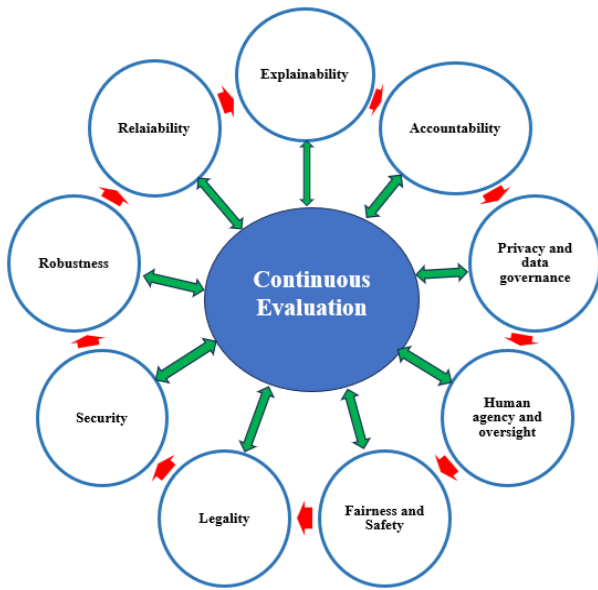 Explainability
Accountability
Privacy and
data
governance
Human
agency and
oversight
Fairness and
Safety
Legality
Security
Robustness
Relaiability
Continuous
Evaluation